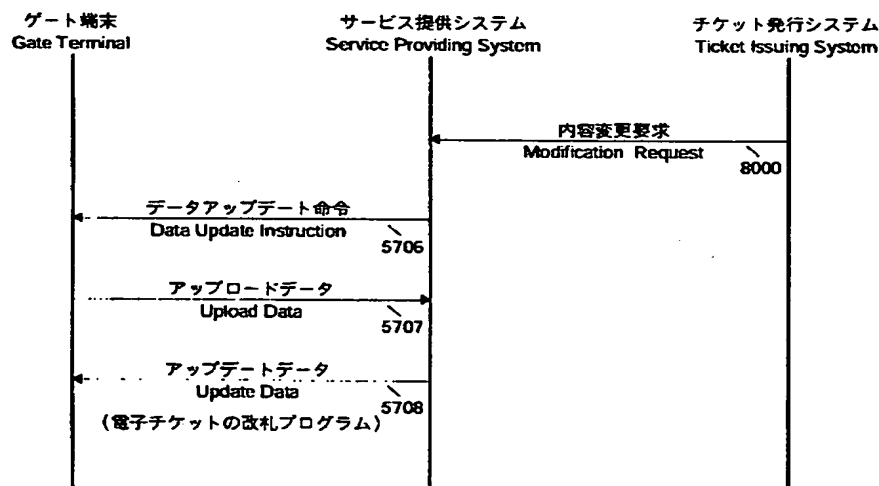 ゲート端末
Gate Terminal
サービス提供システム
Service Providing System
チケット発行システム
Ticket Issuing System
内容変更要求
Modification Request
8000
データアップデート命令
Data Update Instruction
5706
アップロードデータ
Upload Data
5707
アップデートデータ
Update Data
5708
(電子チケットの改札プログラム)